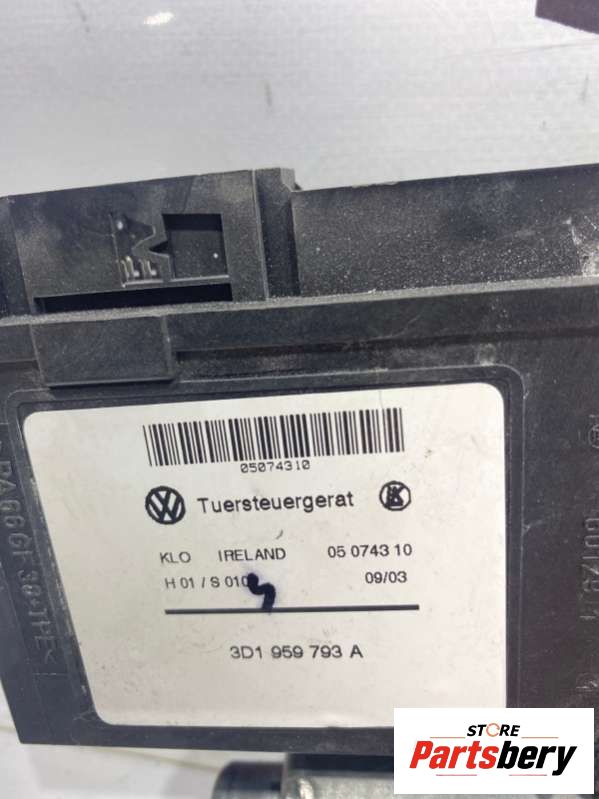 05074310
Tuersteuergerat
KLO IRELAND 05 0743 10
H 01 / S 010 09/03
3D1 959 793 A
STORE
Partsbery